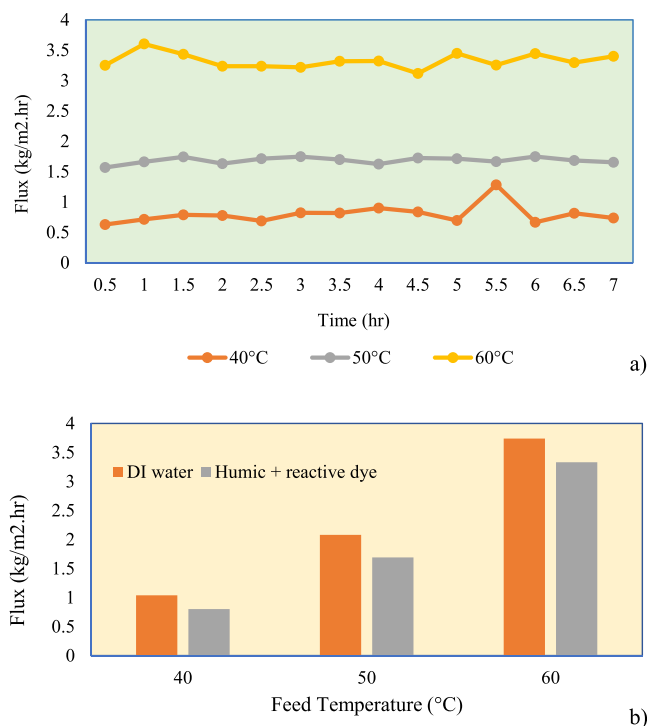 4
3.5
3
2.5
2
1.5
1
0.5
0
Flux (kg/m2.hr)
0.5 1 1.5 2 2.5 3 3.5 4 4.5 5 5.5 6 6.5 7
Time (hr)
40°C 50°C 60°C
a)
4
3.5
3
2.5
2
1.5
1
0.5
0
Flux (kg/m2.hr)
DI water Humic + reactive dye
40 50 60
Feed Temperature (°C)
b)